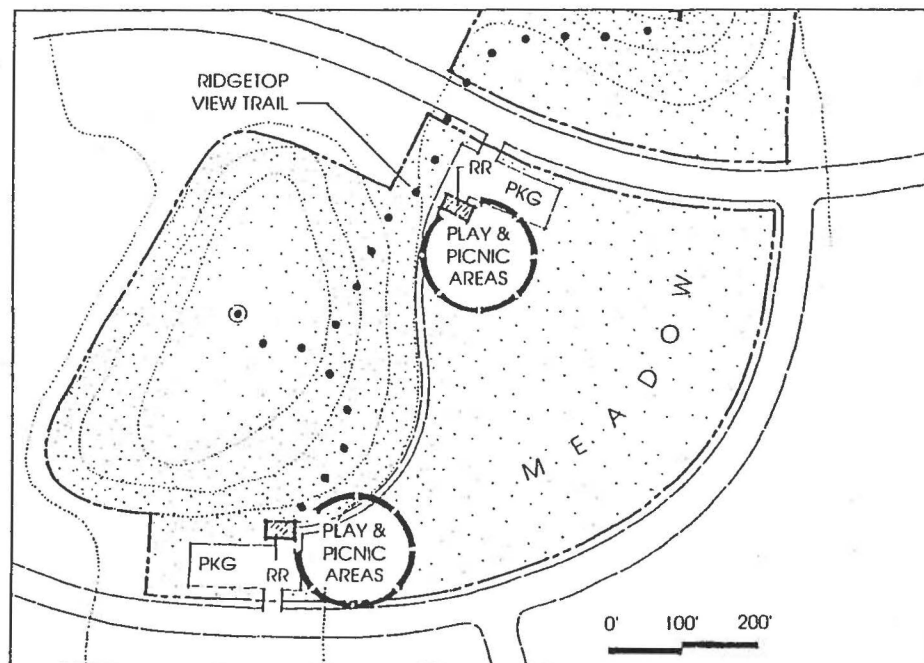 RIDGETOP
VIEW TRAIL
RR
PKG
PLAY &
PICNIC
AREAS
MEADOW
PLAY &
PICNIC
AREAS
PKG
RR
0' 100' 200'